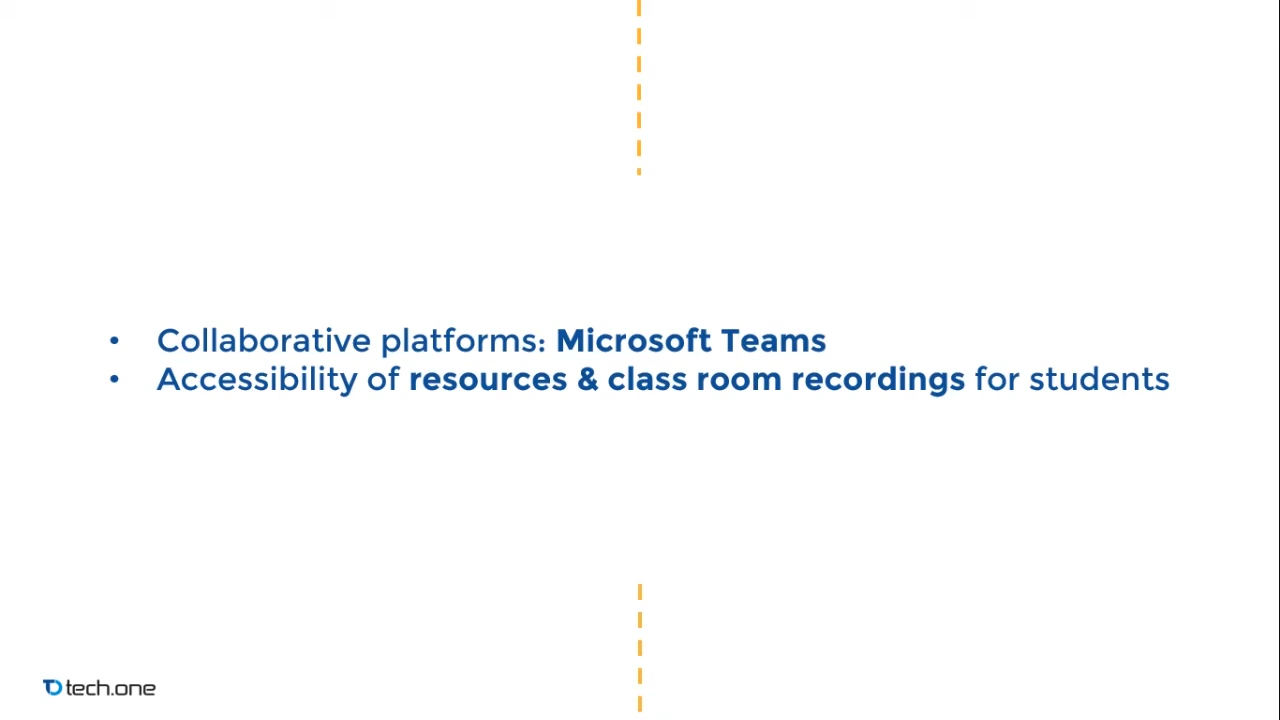 • Collaborative platforms: Microsoft Teams
• Accessibility of resources & class room recordings for students
tech.one